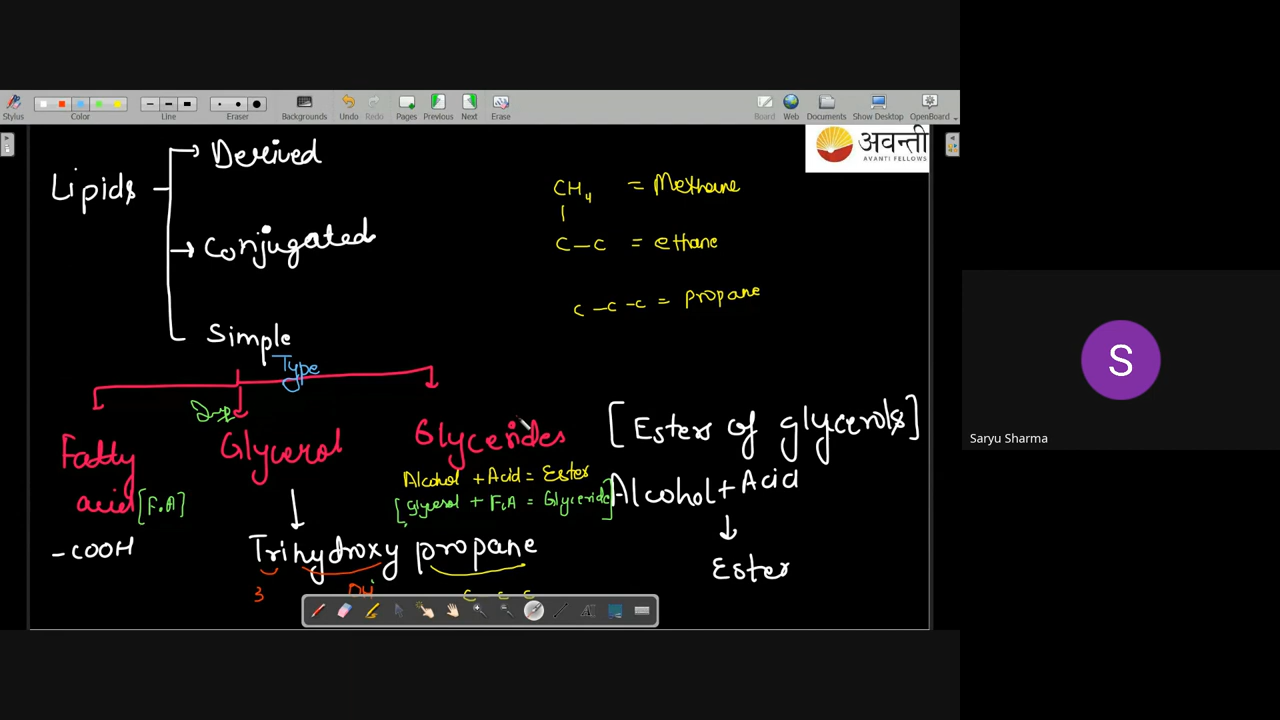 Stylus Color Line Eraser Backgrounds Undo Redo Pages Previous Next Erase Board Web Documents Show Desktop OpenBoard
अवन्ती
AVANTI FELLOWS
Lipids
Derived
Conjugated
Simple
Type
CH4 = Methane
C-C = ethane
C-C-C = propane
Fatty acid [F.A]
-COOH
Imp
Glycerol
Glycerides
[Esters of glycerols]
Alcohol + Acid = Ester
[Glycerol + F.A = Glyceride]
Alcohol + Acid
Ester
Trihydroxy propane
3
C C C
S
Saryu Sharma